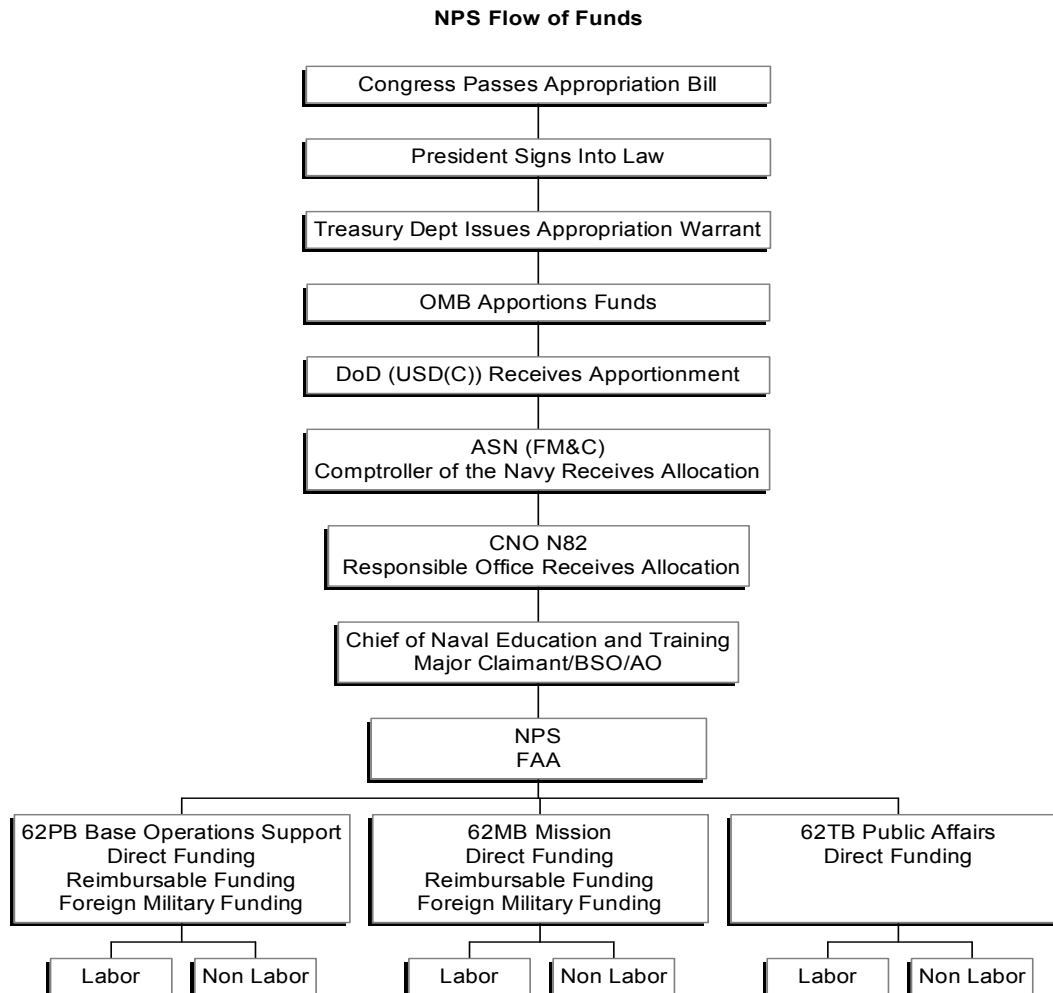 NPS Flow of Funds
Congress Passes Appropriation Bill
President Signs Into Law
Treasury Dept Issues Appropriation Warrant
OMB Apportions Funds
DoD (USD(C)) Receives Apportionment
ASN (FM&C)
Comptroller of the Navy Receives Allocation
CNO N82
Responsible Office Receives Allocation
Chief of Naval Education and Training
Major Claimant/BSO/AO
NPS
FAA
62PB Base Operations Support
Direct Funding
Reimbursable Funding
Foreign Military Funding
62MB Mission
Direct Funding
Reimbursable Funding
Foreign Military Funding
62TB Public Affairs
Direct Funding
Labor
Non Labor
Labor
Non Labor
Labor
Non Labor